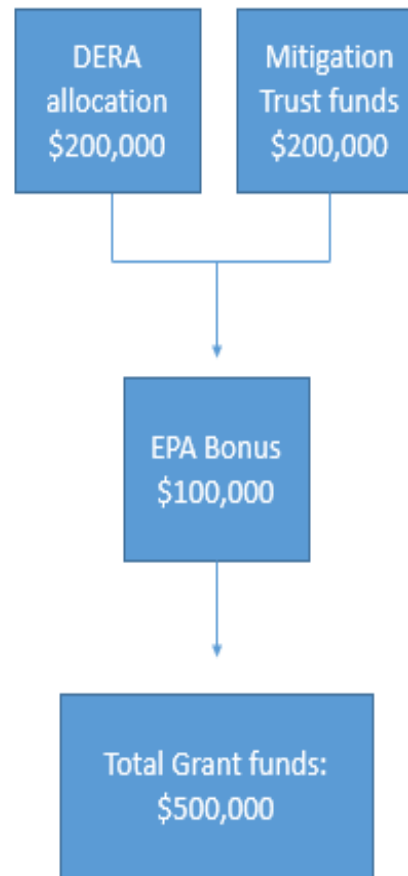 DERA
allocation
$200,000
Mitigation
Trust funds
$200,000
EPA Bonus
$100,000
Total Grant funds:
$500,000